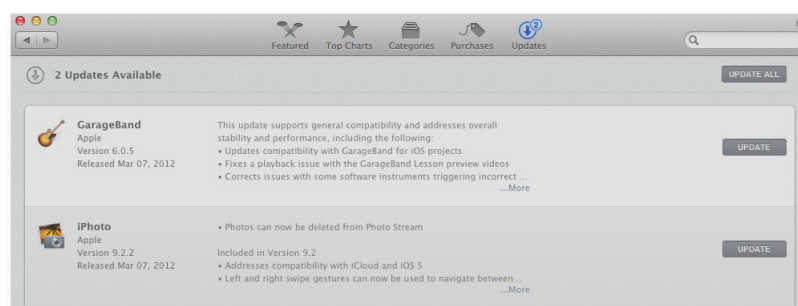 Featured
Top Charts
Categories
Purchases
Updates
2
2 Updates Available
UPDATE ALL
GarageBand
Apple
Version 6.0.5
Released Mar 07, 2012
This update supports general compatibility and addresses overall
stability and performance, including the following:
• Updates compatibility with GarageBand for iOS projects
• Fixes a playback issue with the GarageBand Lesson preview videos
• Corrects issues with some software instruments triggering incorrect ...
...More
UPDATE
iPhoto
Apple
Version 9.2.2
Released Mar 07, 2012
• Photos can now be deleted from Photo Stream
Included in Version 9.2
• Addresses compatibility with iCloud and iOS 5
• Left and right swipe gestures can now be used to navigate between...
...More
UPDATE